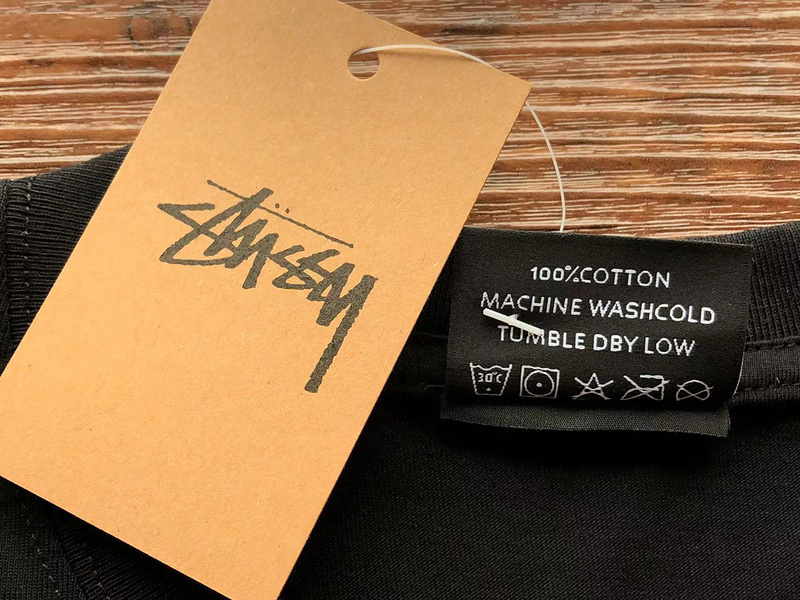 STÜSSY
100%COTTON
MACHINE WASHCOLD
TUMBLE DBY LOW
30°C